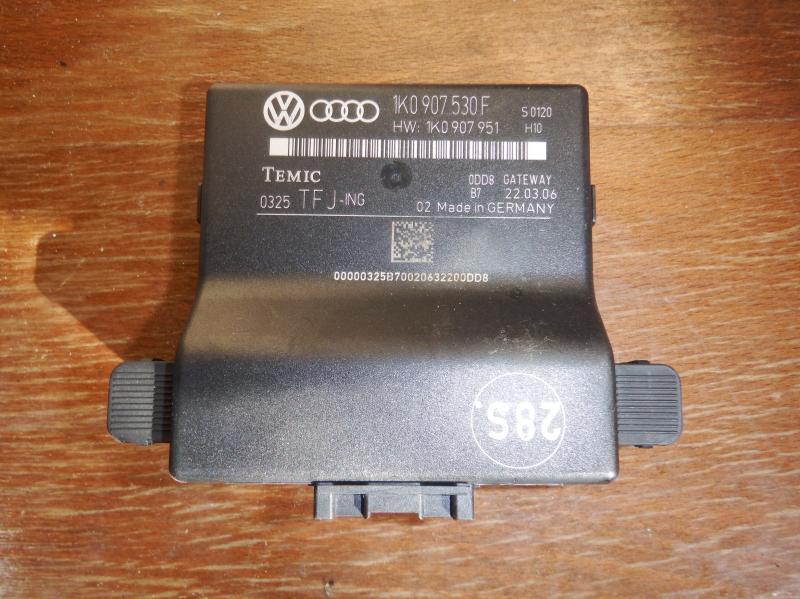 1K0 907 530 F S 0120
HW: 1K0 907 951 H10
TEMIC 0DD8 GATEWAY
B7 22.03.06
0325 TFJ-ING 02 Made in GERMANY
00000325B70020632200DD8
28S.